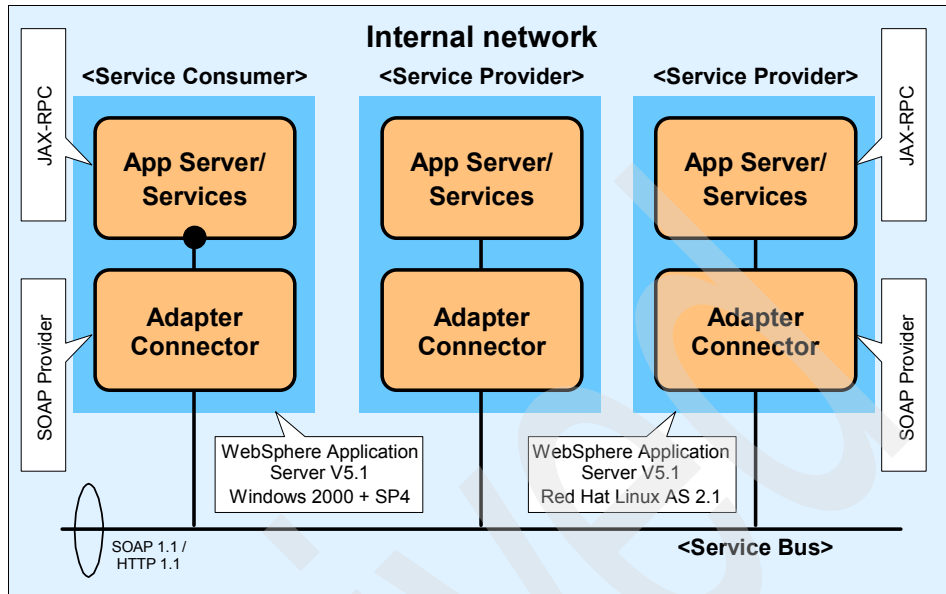 Internal network
<Service Consumer>
<Service Provider>
<Service Provider>
JAX-RPC
App Server/
Services
App Server/
Services
App Server/
Services
JAX-RPC
SOAP Provider
Adapter
Connector
Adapter
Connector
Adapter
Connector
SOAP Provider
WebSphere Application
Server V5.1
Windows 2000 + SP4
WebSphere Application
Server V5.1
Red Hat Linux AS 2.1
SOAP 1.1 /
HTTP 1.1
<Service Bus>